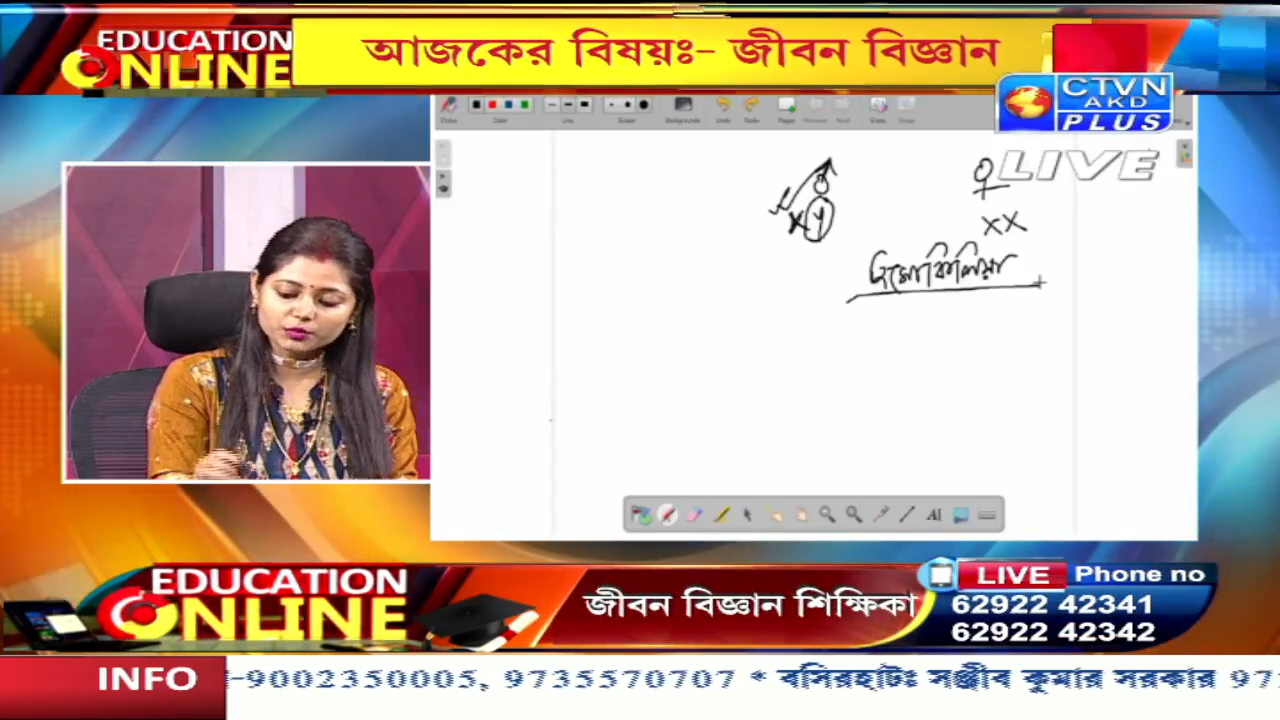 EDUCATION
ONLINE
আজকের বিষয়ঃ- জীবন বিজ্ঞান
CTVN
AKD
PLUS
LIVE
♂
♀
XY
XX
হিমোফিলিয়া
EDUCATION
ONLINE
জীবন বিজ্ঞান শিক্ষিকা
LIVE Phone no
62922 42341
62922 42342
INFO
-9002350005, 9735570707 * বসিরহাটঃ সঞ্জীব কুমার সরকার 97